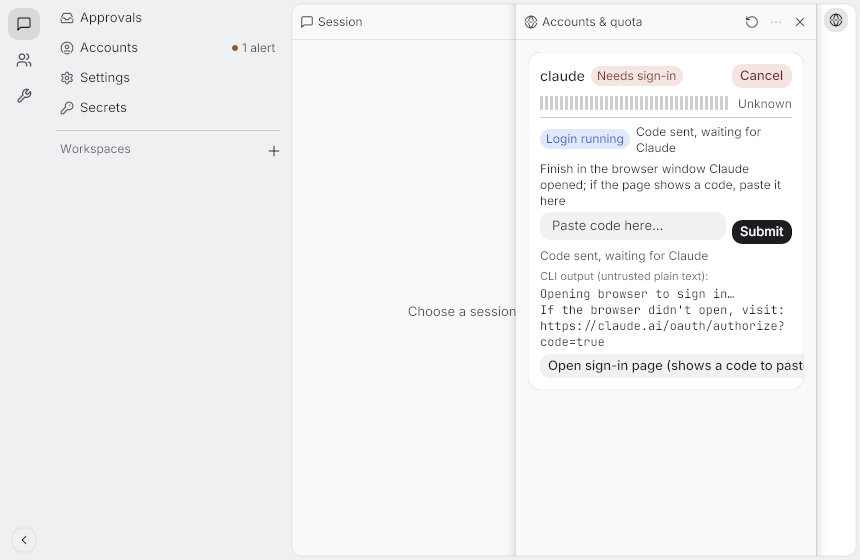 Approvals
Accounts
1 alert
Settings
Secrets
Workspaces
Session
Choose a session
Accounts & quota
claude
Needs sign-in
Cancel
Unknown
Login running
Code sent, waiting for
Claude
Finish in the browser window Claude
opened; if the page shows a code, paste it
here
Paste code here...
Submit
Code sent, waiting for Claude
CLI output (untrusted plain text):
Opening browser to sign in…
If the browser didn't open, visit:
https://claude.ai/oauth/authorize?
code=true
Open sign-in page (shows a code to paste